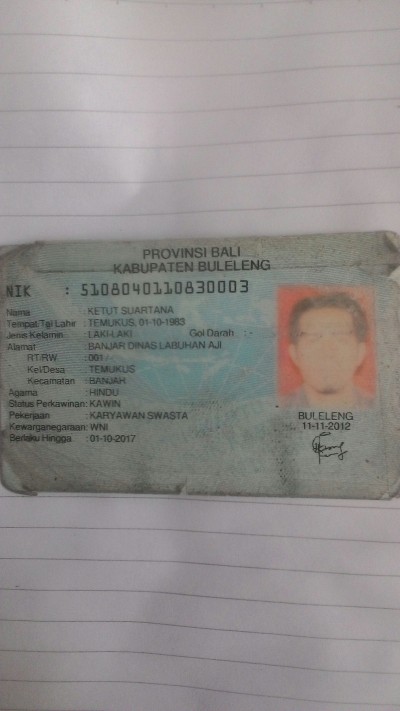 PROVINSI BALI
KABUPATEN BULELENG
NIK : 5108040110830003
Nama : KETUT SUARTANA
Tempat/Tgl Lahir : TEMUKUS, 01-10-1983
Jenis Kelamin : LAKI-LAKI Gol Darah : -
Alamat : BANJAR DINAS LABUHAN AJI
RT/RW : 001 /
Kel/Desa : TEMUKUS
Kecamatan : BANJAR
Agama : HINDU
Status Perkawinan: KAWIN
Pekerjaan : KARYAWAN SWASTA
Kewarganegaraan: WNI
Berlaku Hingga : 01-10-2017
BULELENG
11-11-2012